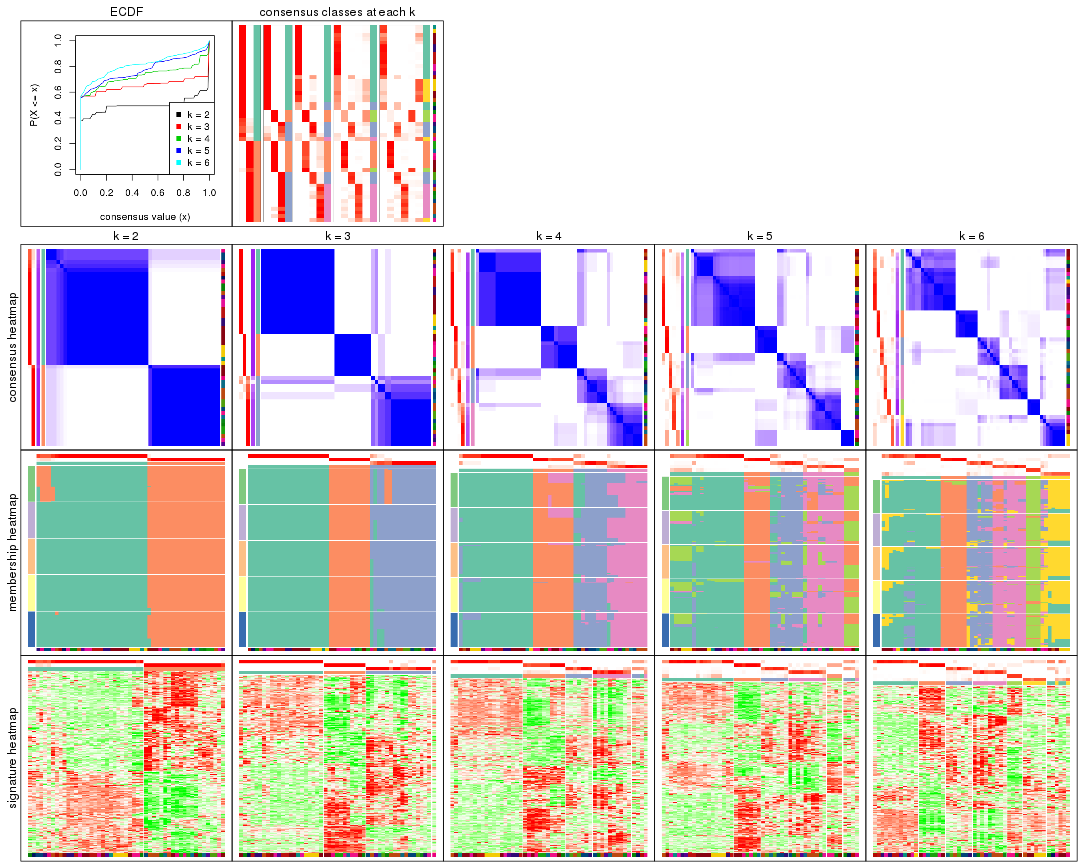 ECDF
consensus classes at each k
P(X <= x)
0.0 0.2 0.4 0.6 0.8 1.0
k = 2
k = 3
k = 4
k = 5
k = 6
0.0 0.2 0.4 0.6 0.8 1.0
consensus value (x)
k = 2
k = 3
k = 4
k = 5
k = 6
consensus heatmap
membership heatmap
signature heatmap